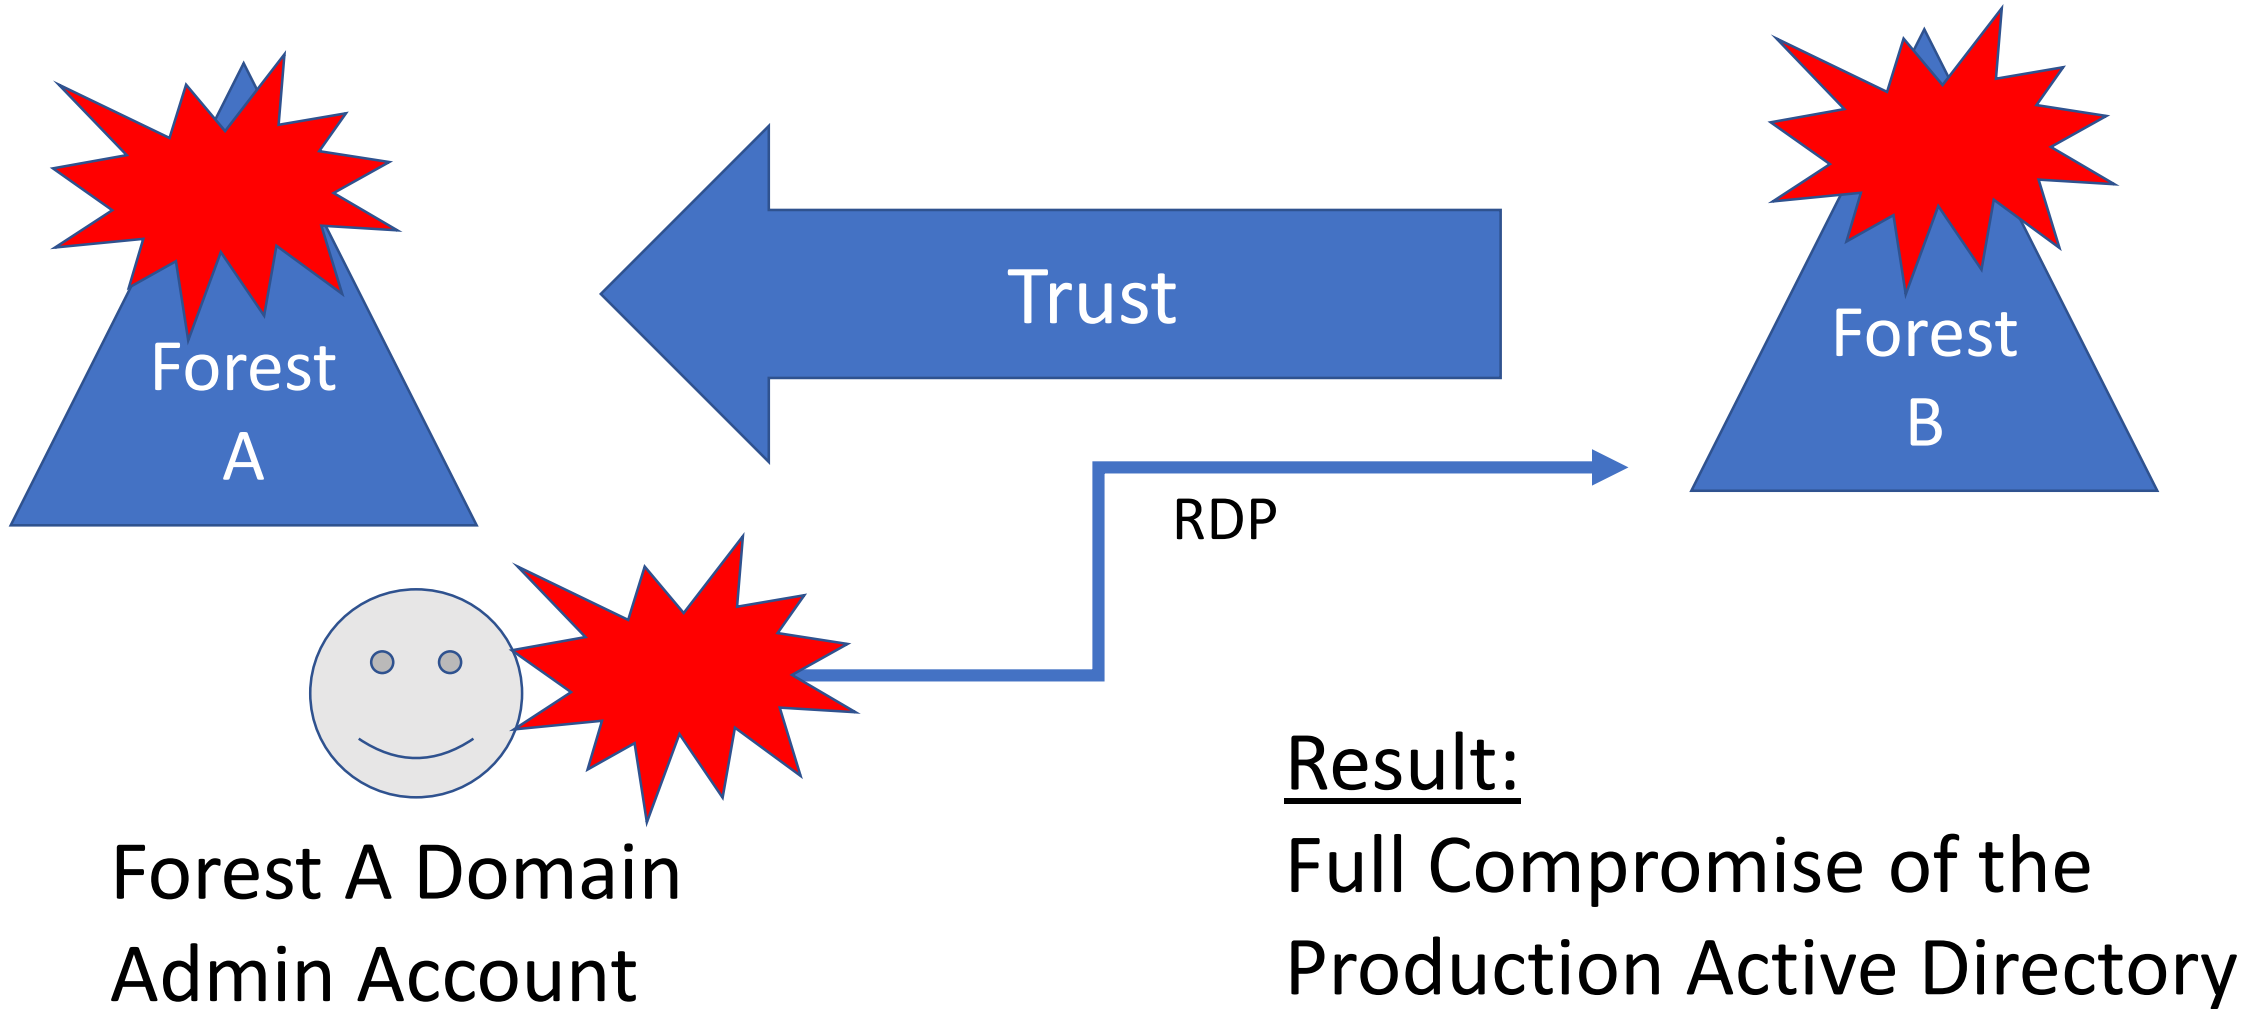 Forest
A
Trust
Forest
B
RDP
Forest A Domain
Admin Account
Result:
Full Compromise of the
Production Active Directory